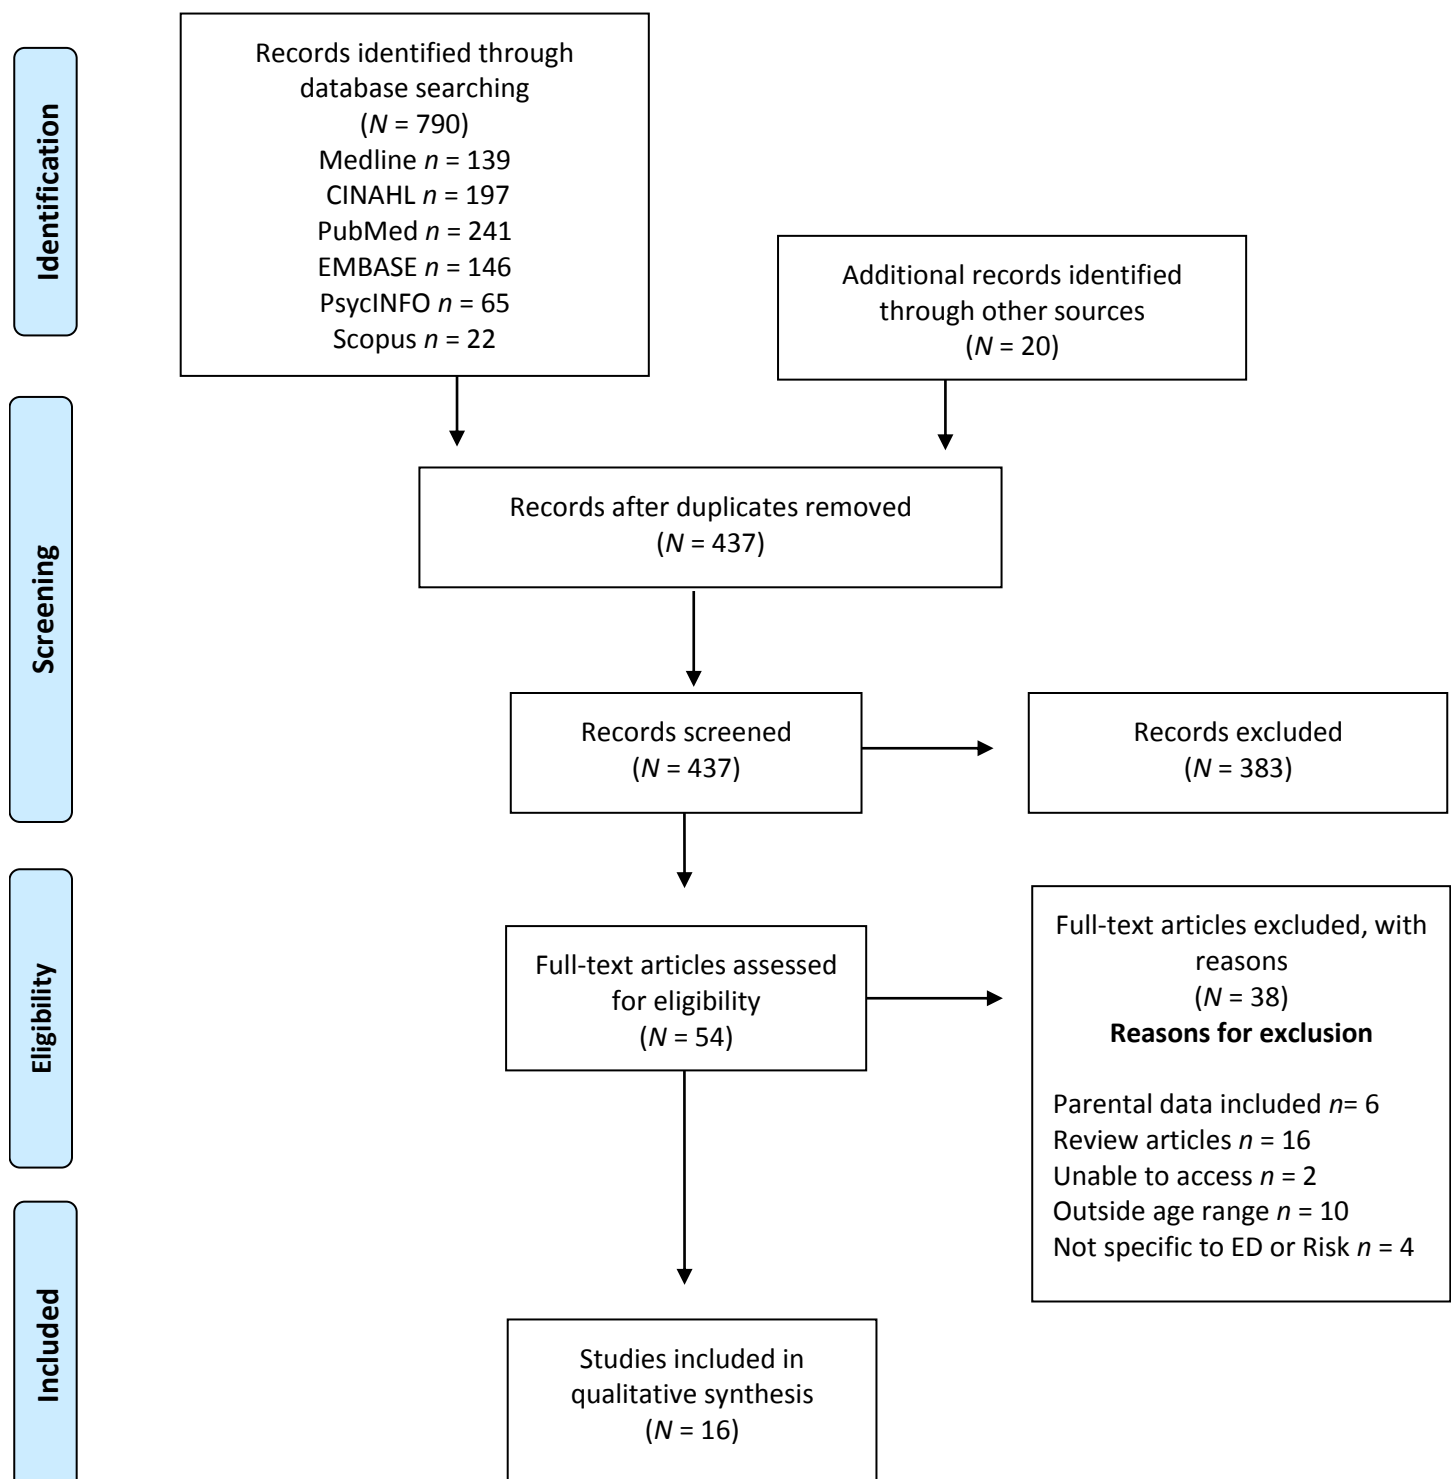 Identification
Records identified through
database searching
(N = 790)
Medline n = 139
CINAHL n = 197
PubMed n = 241
EMBASE n = 146
PsycINFO n = 65
Scopus n = 22
Additional records identified
through other sources
(N = 20)
Screening
Records after duplicates removed
(N = 437)
Records screened
(N = 437)
Records excluded
(N = 383)
Eligibility
Full-text articles assessed
for eligibility
(N = 54)
Full-text articles excluded, with
reasons
(N = 38)
Reasons for exclusion
Parental data included n= 6
Review articles n = 16
Unable to access n = 2
Outside age range n = 10
Not specific to ED or Risk n = 4
Included
Studies included in
qualitative synthesis
(N = 16)